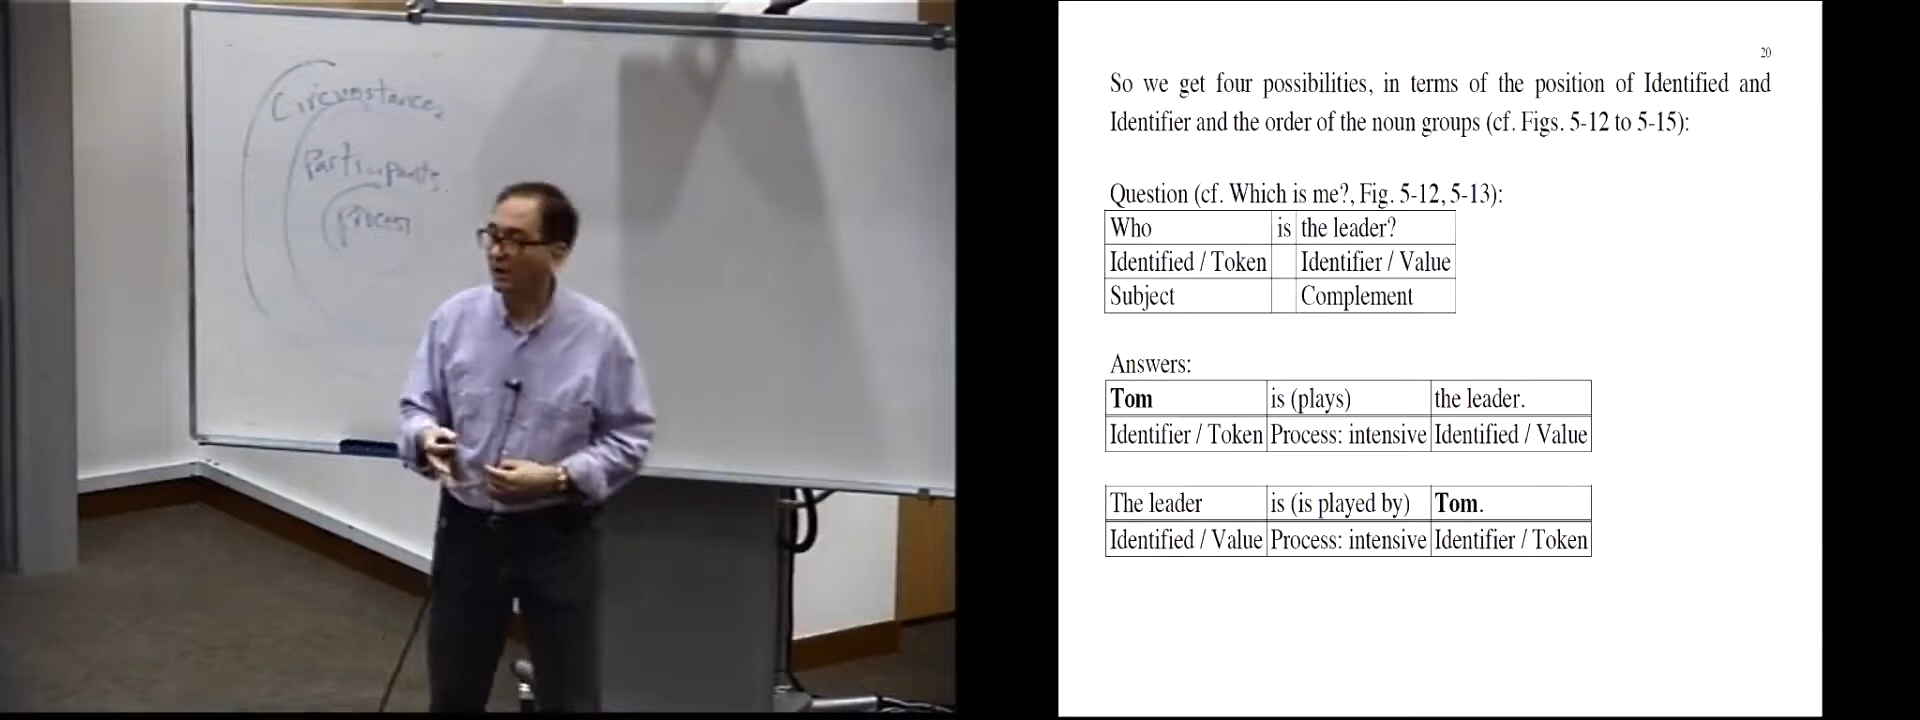 Circumstances
Participants.
Process
20
So we get four possibilities, in terms of the position of Identified and
Identifier and the order of the noun groups (cf. Figs. 5-12 to 5-15):
Question (cf. Which is me?, Fig. 5-12, 5-13):
Who is the leader?
Identified / Token Identifier / Value
Subject Complement
Answers:
Tom is (plays) the leader.
Identifier / Token Process: intensive Identified / Value
The leader is (is played by) Tom.
Identified / Value Process: intensive Identifier / Token